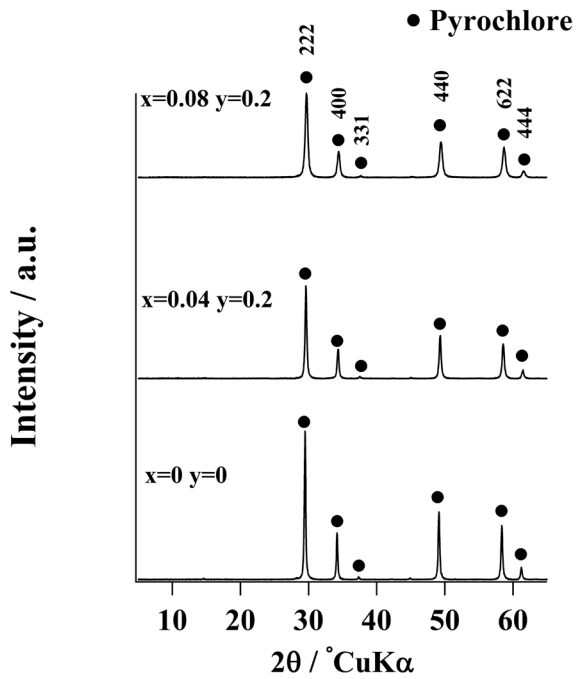 ● Pyrochlore
222
400
331
440
622
444
x=0.08 y=0.2
x=0.04 y=0.2
x=0 y=0
Intensity / a.u.
10 20 30 40 50 60
2θ / °CuKα